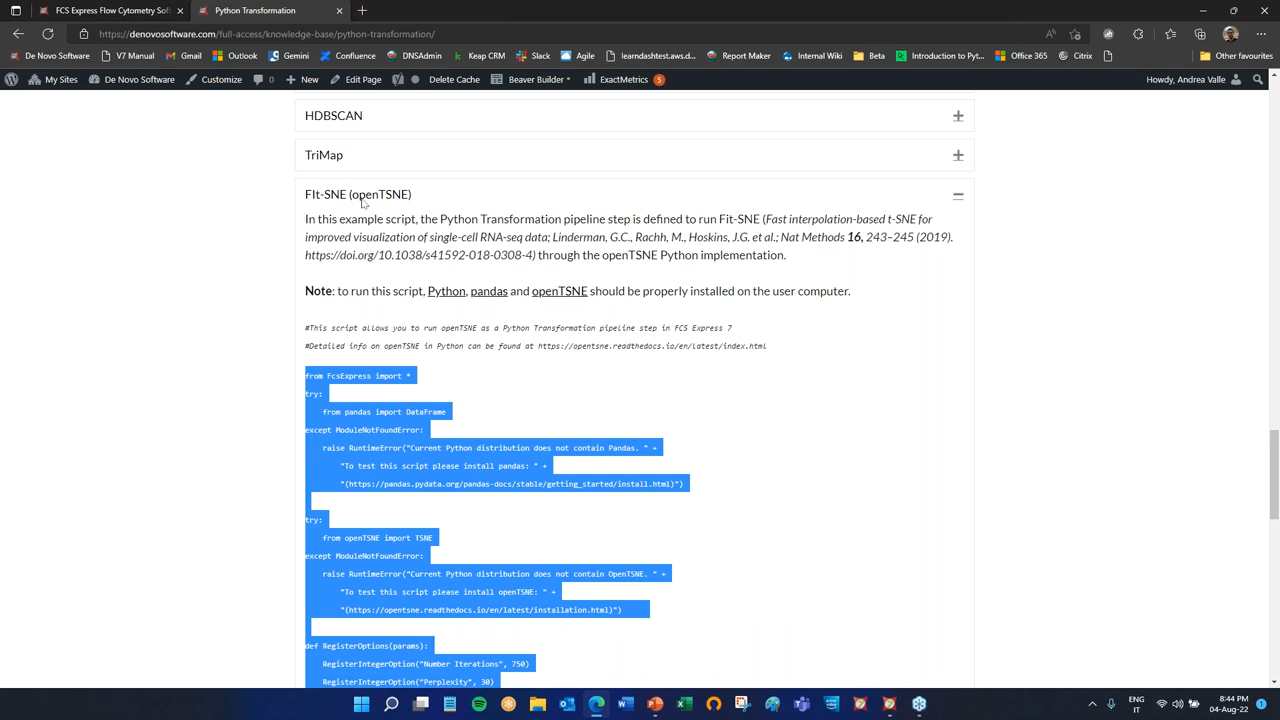 FCS Express Flow Cytometry Soft
Python Transformation
https://denovosoftware.com/full-access/knowledge-base/python-transformation/
De Novo Software
V7 Manual
Gmail
Outlook
Gemini
Confluence
Keap CRM
Slack
Agile
learndashtest.aws.d...
Report Maker
Internal Wiki
Beta
Introduction to Pyt...
Office 365
Citrix
Other favourites
My Sites
De Novo Software
Customize
0
New
Edit Page
Delete Cache
Beaver Builder
ExactMetrics
5
Howdy, Andrea Valle
HDBSCAN
TriMap
FIt-SNE (openTSNE)
In this example script, the Python Transformation pipeline step is defined to run Fit-SNE (Fast interpolation-based t-SNE for
improved visualization of single-cell RNA-seq data; Linderman, G.C., Rachh, M., Hoskins, J.G. et al.; Nat Methods 16, 243–245 (2019).
https://doi.org/10.1038/s41592-018-0308-4) through the openTSNE Python implementation.
Note: to run this script, Python, pandas and openTSNE should be properly installed on the user computer.
#This script allows you to run openTSNE as a Python Transformation pipeline step in FCS Express 7
#Detailed info on openTSNE in Python can be found at https://opentsne.readthedocs.io/en/latest/index.html
from FcsExpress import *
try:
from pandas import DataFrame
except ModuleNotFoundError:
raise RuntimeError("Current Python distribution does not contain Pandas. " +
"To test this script please install pandas: " +
"(https://pandas.pydata.org/pandas-docs/stable/getting_started/install.html)")
try:
from openTSNE import TSNE
except ModuleNotFoundError:
raise RuntimeError("Current Python distribution does not contain OpenTSNE. " +
"To test this script please install openTSNE: " +
"(https://opentsne.readthedocs.io/en/latest/installation.html)")
def RegisterOptions(params):
RegisterIntegerOption("Number Iterations", 750)
RegisterIntegerOption("Perplexity", 30)
ENG
IT
8:44 PM
04-Aug-22